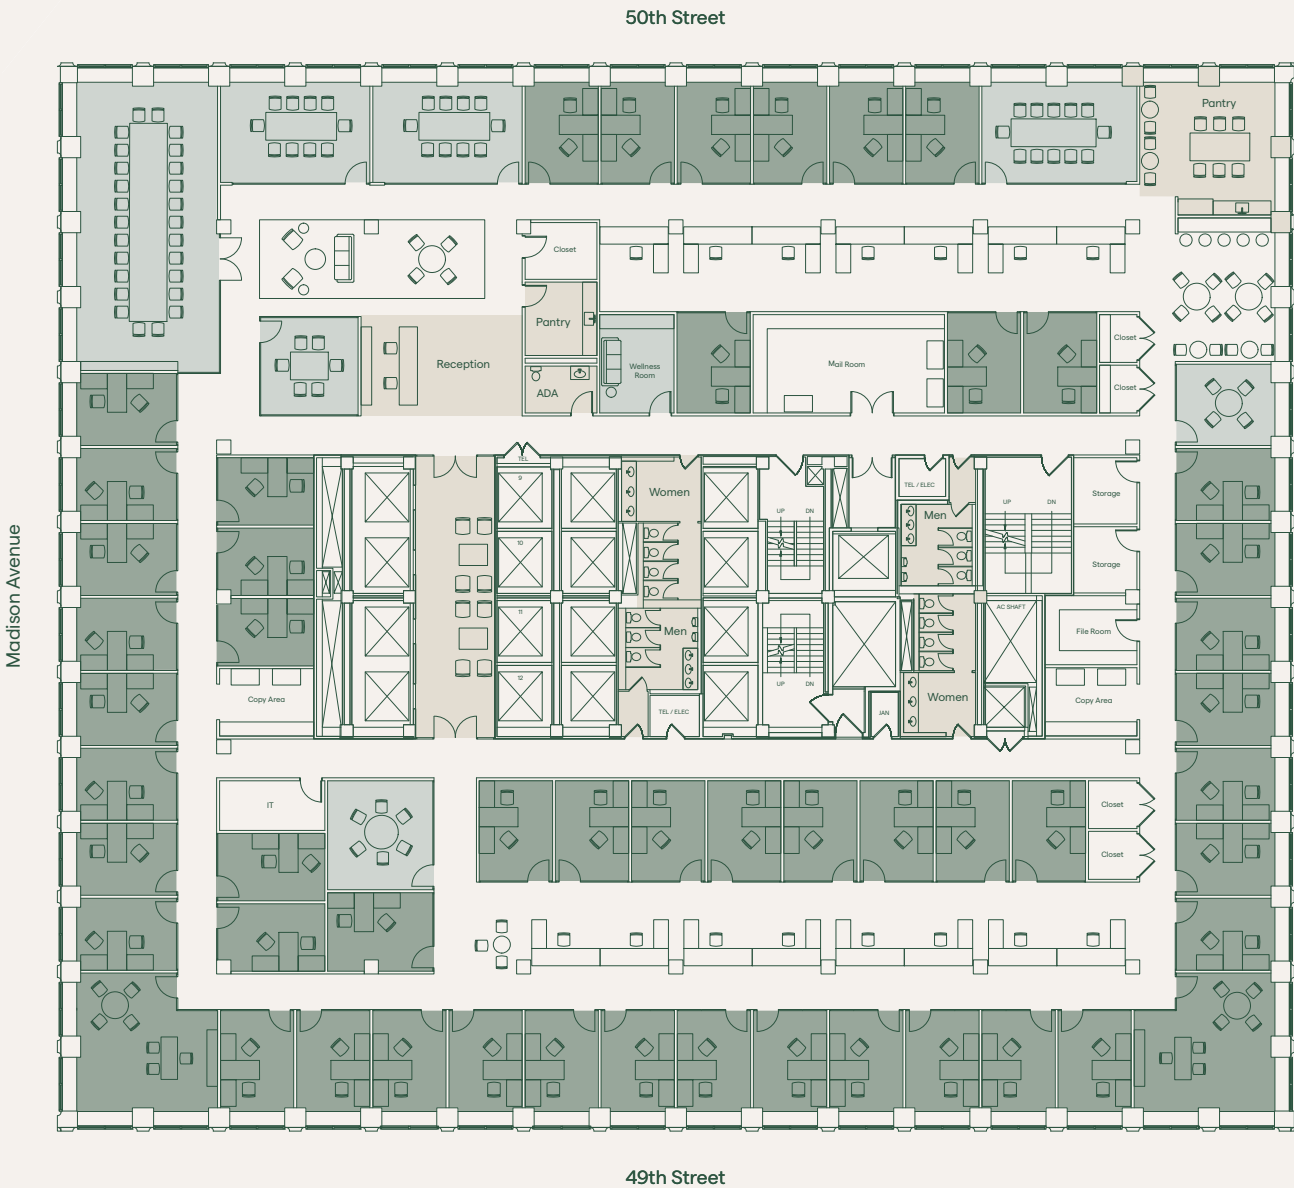 50th Street
Pantry
Closet
Pantry
Reception
ADA
Wellness
Room
Mail Room
Closet
Closet
TEL
9
10
11
12
Women
Men
TEL / ELEC
UP DN
UP DN
TEL / ELEC
Men
UP DN
Storage
Storage
AC SHAFT
File Room
Copy Area
Women
JAN
Copy Area
Madison Avenue
IT
Closet
Closet
49th Street